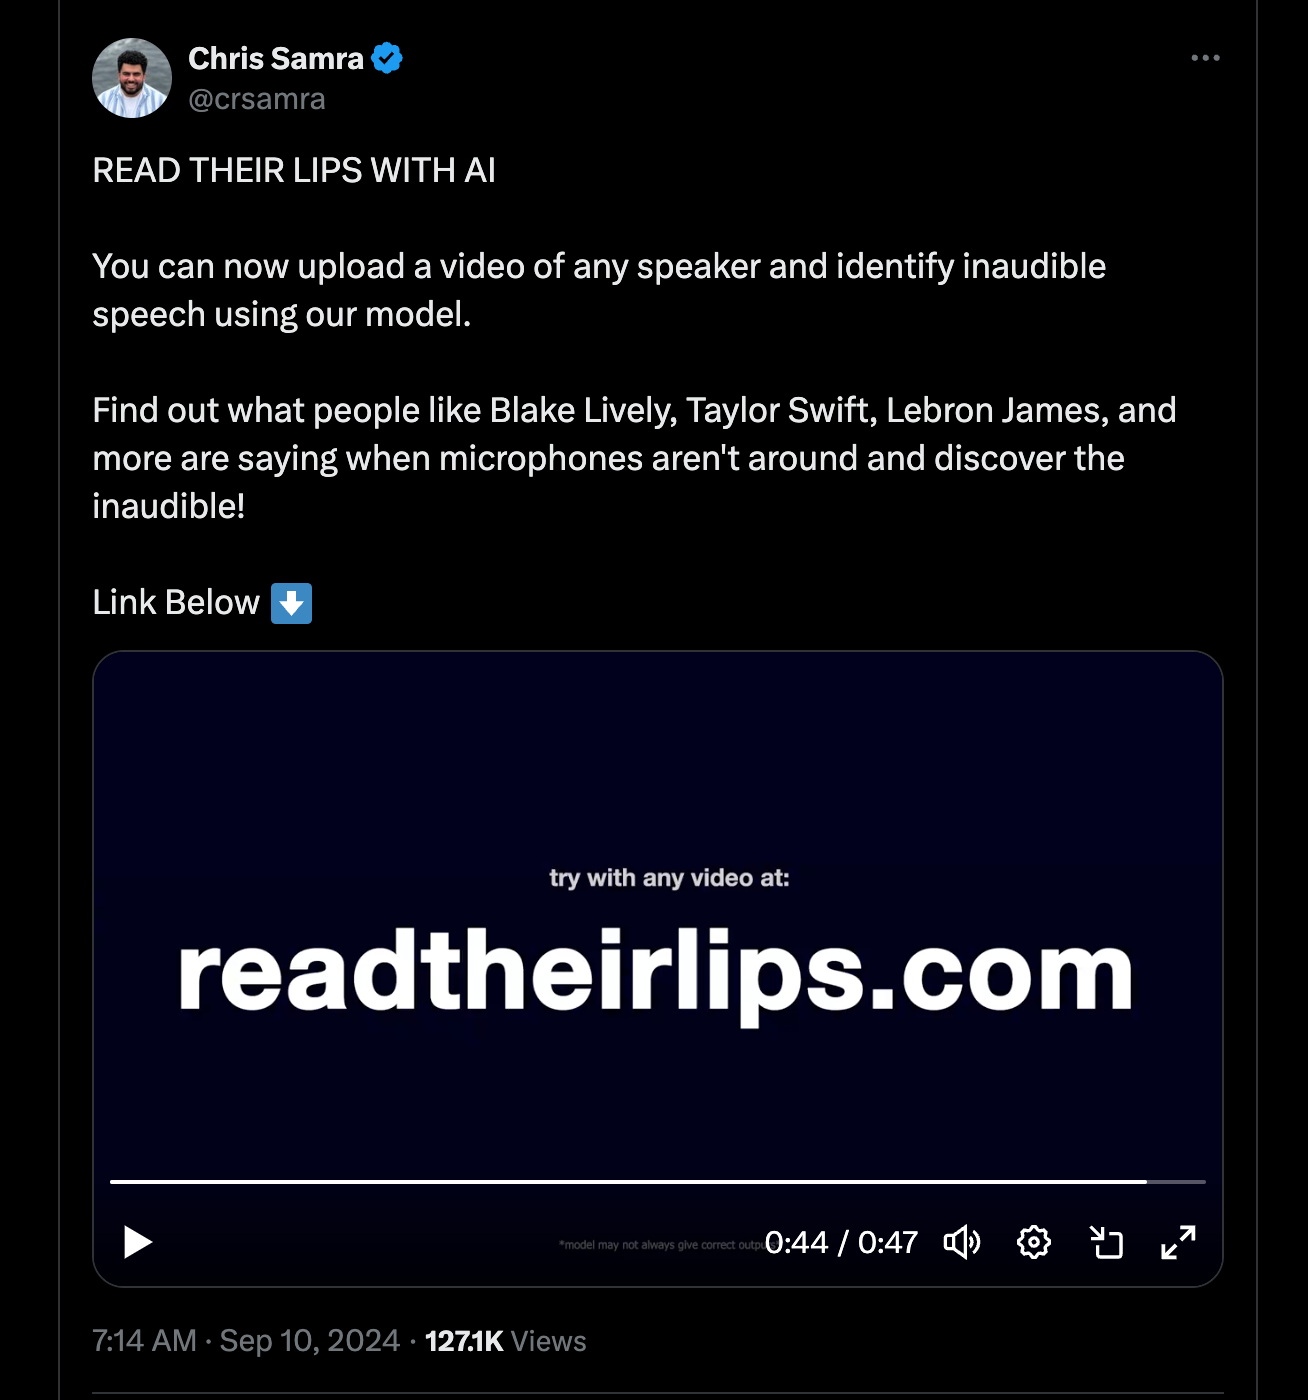 Chris Samra
@crsamra
READ THEIR LIPS WITH AI
You can now upload a video of any speaker and identify inaudible
speech using our model.
Find out what people like Blake Lively, Taylor Swift, Lebron James, and
more are saying when microphones aren't around and discover the
inaudible!
Link Below
try with any video at:
readtheirlips.com
*model may not always give correct outpu
0:44 / 0:47
7:14 AM · Sep 10, 2024 · 127.1K Views